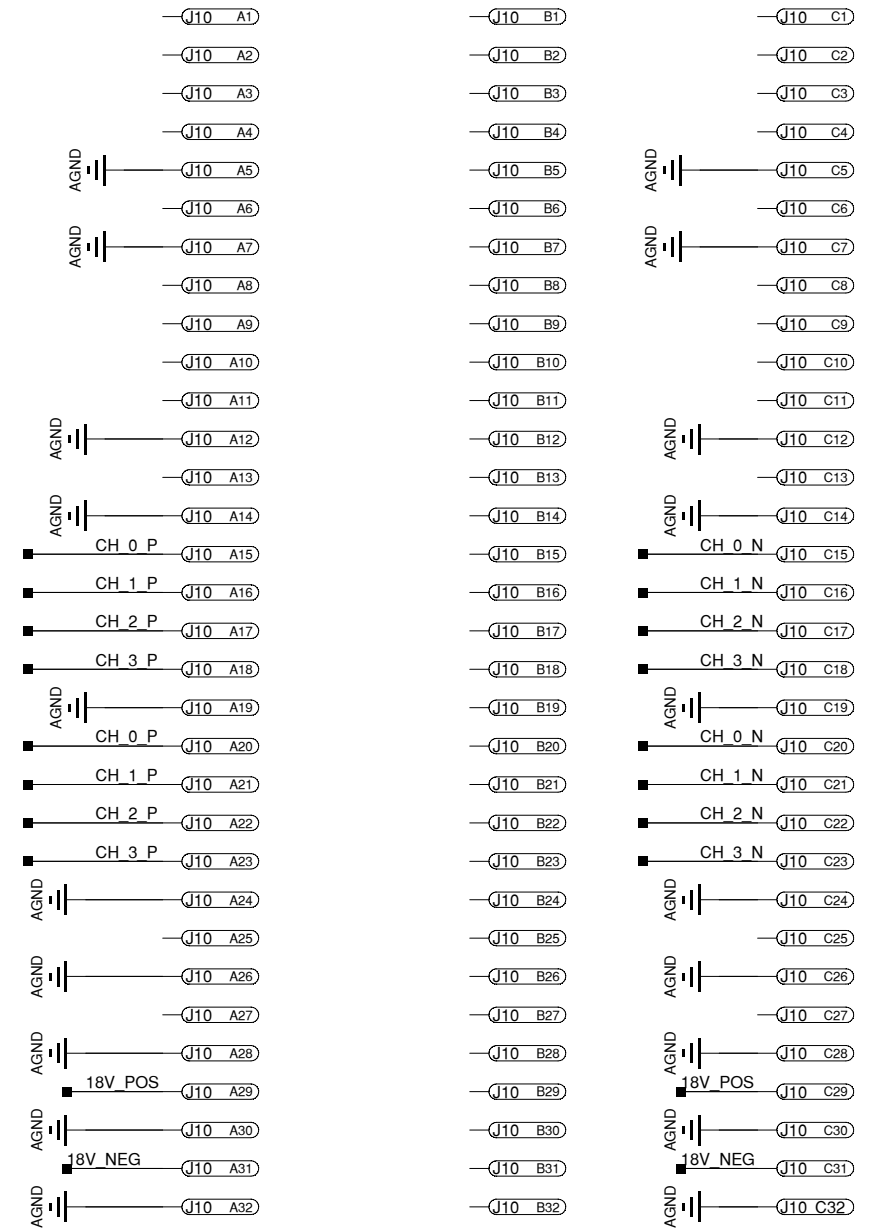 J10 A1 J10 B1 J10 C1
J10 A2 J10 B2 J10 C2
J10 A3 J10 B3 J10 C3
J10 A4 J10 B4 J10 C4
AGND J10 A5 J10 B5 AGND J10 C5
J10 A6 J10 B6 J10 C6
AGND J10 A7 J10 B7 AGND J10 C7
J10 A8 J10 B8 J10 C8
J10 A9 J10 B9 J10 C9
J10 A10 J10 B10 J10 C10
J10 A11 J10 B11 J10 C11
AGND J10 A12 J10 B12 AGND J10 C12
J10 A13 J10 B13 J10 C13
AGND J10 A14 J10 B14 AGND J10 C14
CH_0_P J10 A15 J10 B15 CH_0_N J10 C15
CH_1_P J10 A16 J10 B16 CH_1_N J10 C16
CH_2_P J10 A17 J10 B17 CH_2_N J10 C17
CH_3_P J10 A18 J10 B18 CH_3_N J10 C18
AGND J10 A19 J10 B19 AGND J10 C19
CH_0_P J10 A20 J10 B20 CH_0_N J10 C20
CH_1_P J10 A21 J10 B21 CH_1_N J10 C21
CH_2_P J10 A22 J10 B22 CH_2_N J10 C22
CH_3_P J10 A23 J10 B23 CH_3_N J10 C23
AGND J10 A24 J10 B24 AGND J10 C24
J10 A25 J10 B25 J10 C25
AGND J10 A26 J10 B26 AGND J10 C26
J10 A27 J10 B27 J10 C27
AGND J10 A28 J10 B28 AGND J10 C28
18V_POS J10 A29 J10 B29 18V_POS J10 C29
AGND J10 A30 J10 B30 AGND J10 C30
18V_NEG J10 A31 J10 B31 18V_NEG J10 C31
AGND J10 A32 J10 B32 AGND J10 C32